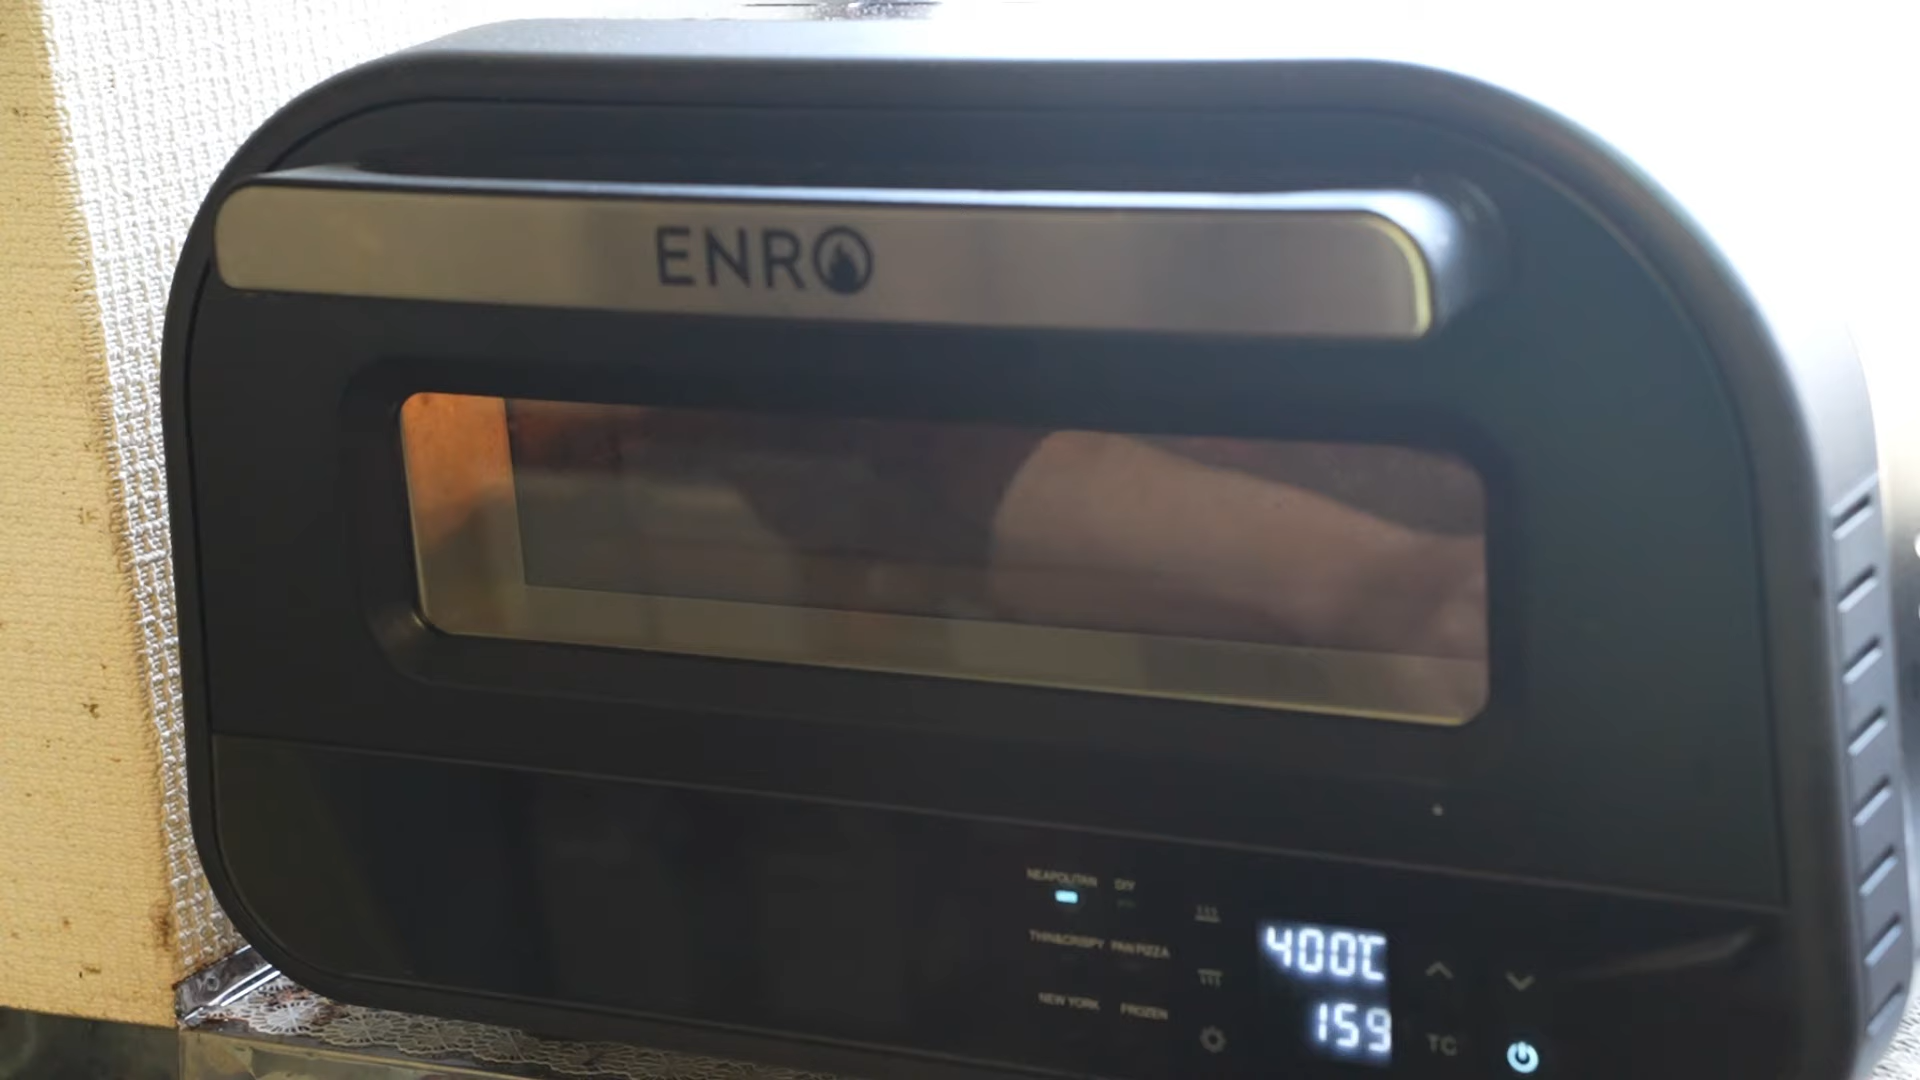 ENRO
NEAPOLITAN DIY
THIN&CRISPY PAN PIZZA
NEW YORK FROZEN
400℃
159
TC